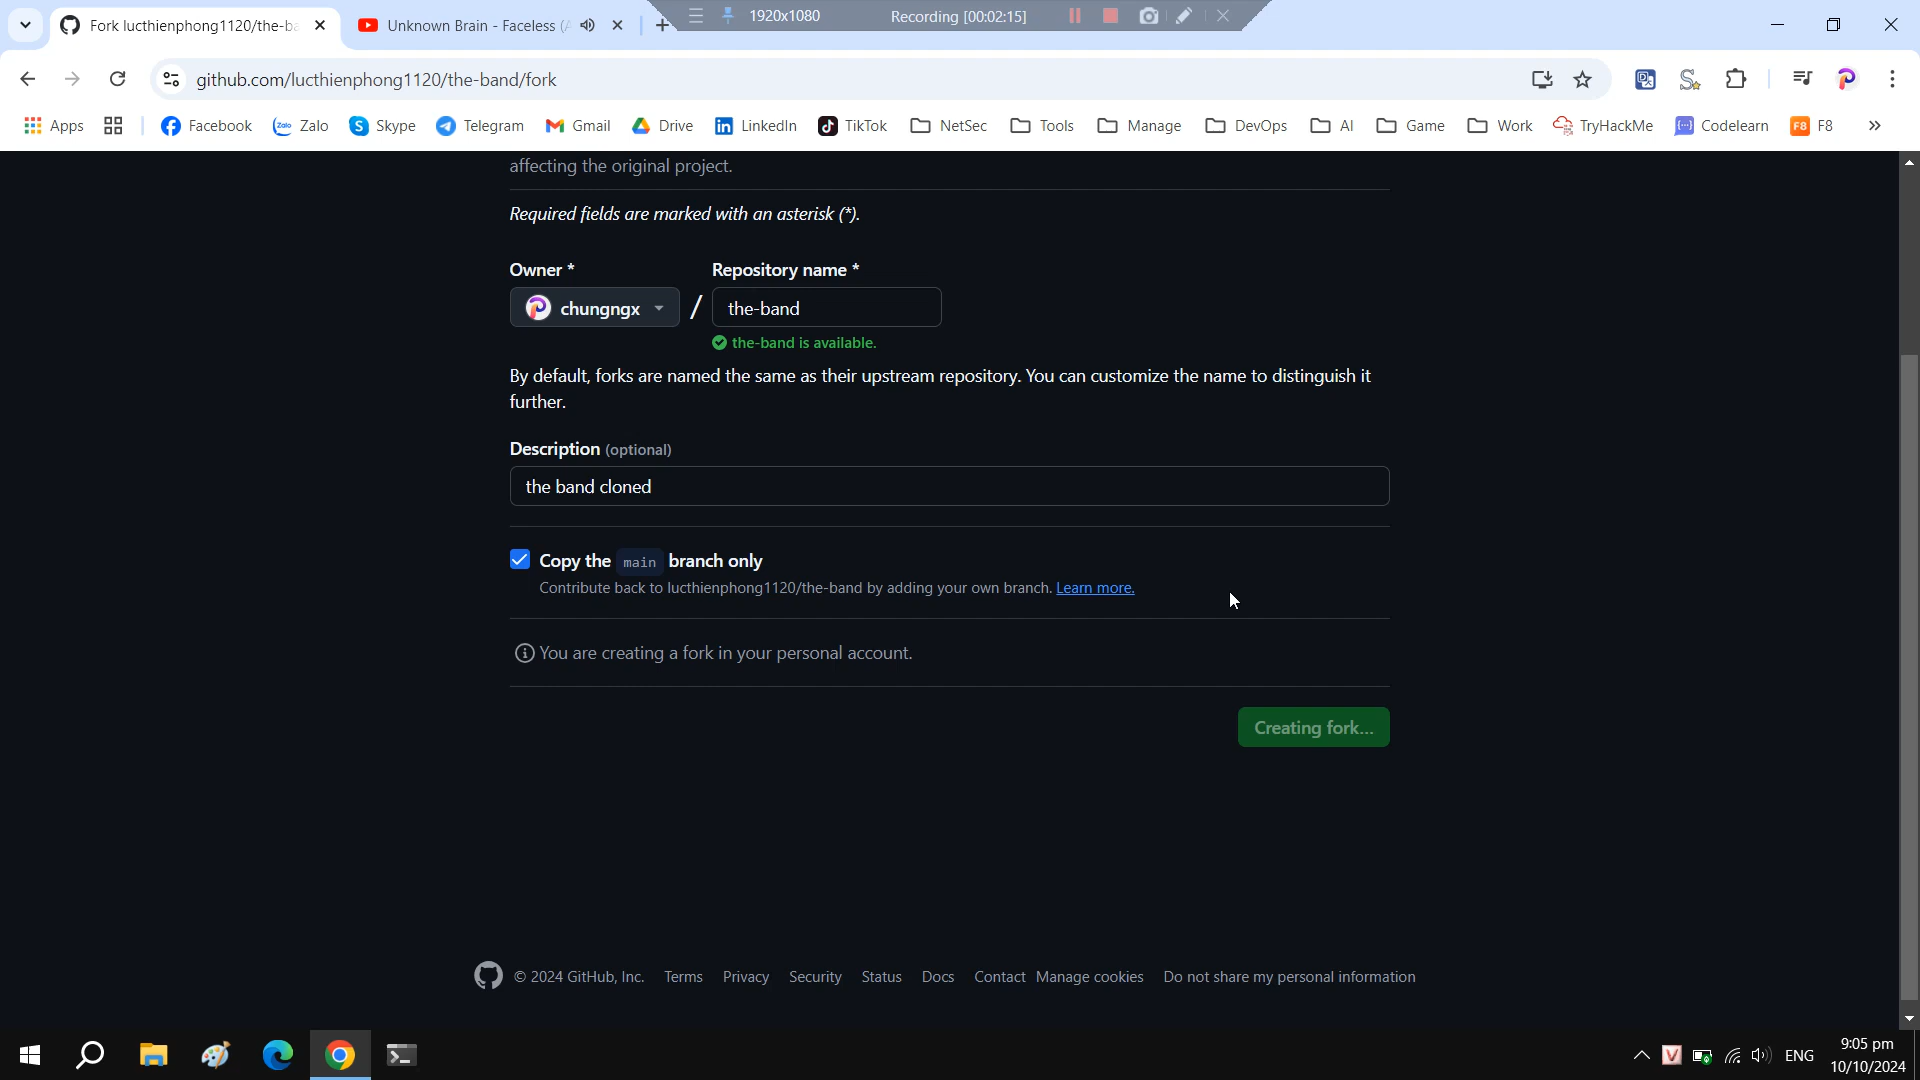 Fork lucthienphong1120/the-ba
Unknown Brain - Faceless (A
1920x1080
Recording [00:02:15]
github.com/lucthienphong1120/the-band/fork
Apps
Facebook
Zalo
Skype
Telegram
Gmail
Drive
LinkedIn
TikTok
NetSec
Tools
Manage
DevOps
AI
Game
Work
TryHackMe
Codelearn
F8
F8
affecting the original project.
Required fields are marked with an asterisk (*).
Owner *
Repository name *
chungngx
/
the-band
the-band is available.
By default, forks are named the same as their upstream repository. You can customize the name to distinguish it
further.
Description (optional)
the band cloned
Copy the main branch only
Contribute back to lucthienphong1120/the-band by adding your own branch. Learn more.
You are creating a fork in your personal account.
Creating fork...
© 2024 GitHub, Inc.
Terms
Privacy
Security
Status
Docs
Contact
Manage cookies
Do not share my personal information
ENG
9:05 pm
10/10/2024